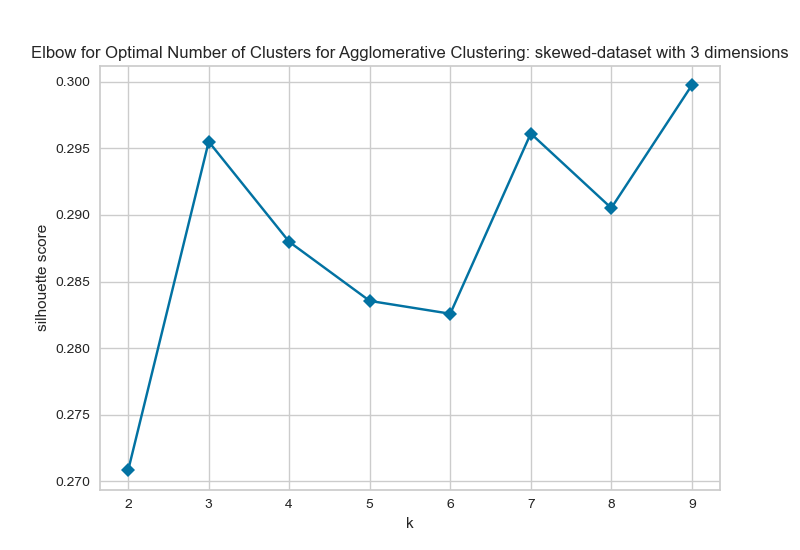 Elbow for Optimal Number of Clusters for Agglomerative Clustering: skewed-dataset with 3 dimensions
0.300
0.295
0.290
0.285
0.280
0.275
0.270
silhouette score
2 3 4 5 6 7 8 9
k